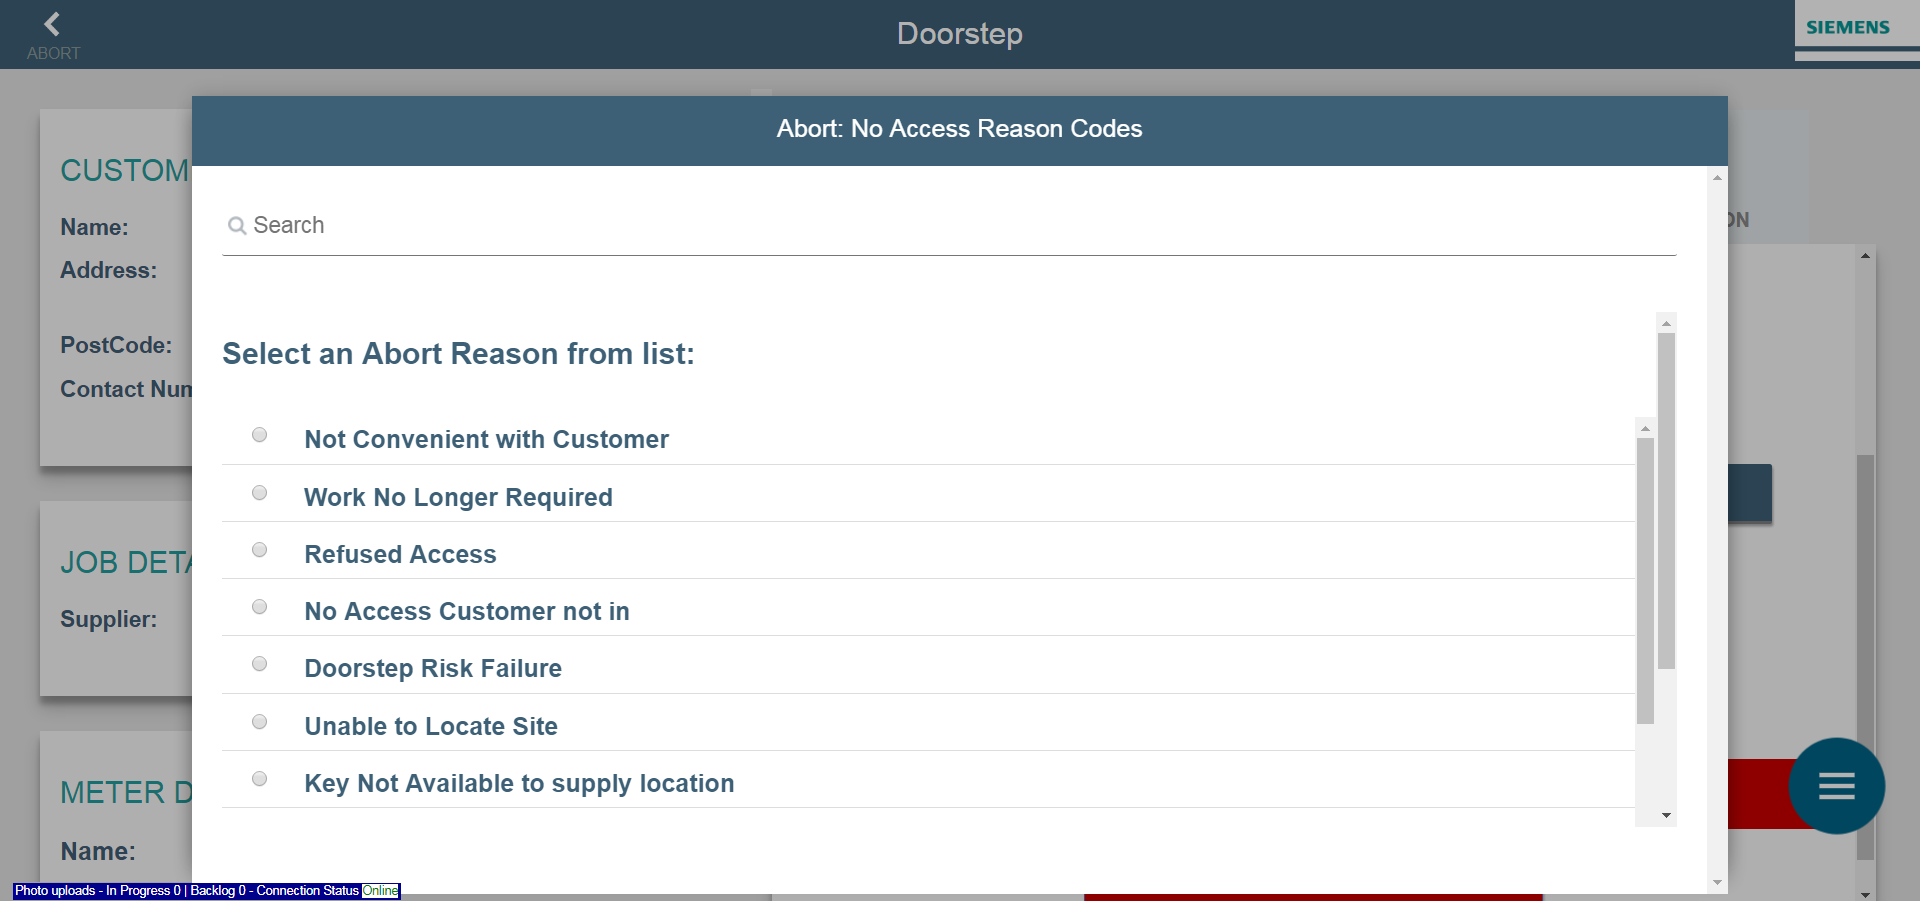 ABORT
Doorstep
SIEMENS
Abort: No Access Reason Codes
CUSTOM
Name:
Address:
PostCode:
Contact Num
JOB DETA
Supplier:
METER D
Name:
Search
Select an Abort Reason from list:
Not Convenient with Customer
Work No Longer Required
Refused Access
No Access Customer not in
Doorstep Risk Failure
Unable to Locate Site
Key Not Available to supply location
ON
Photo uploads - In Progress 0 | Backlog 0 - Connection Status Online